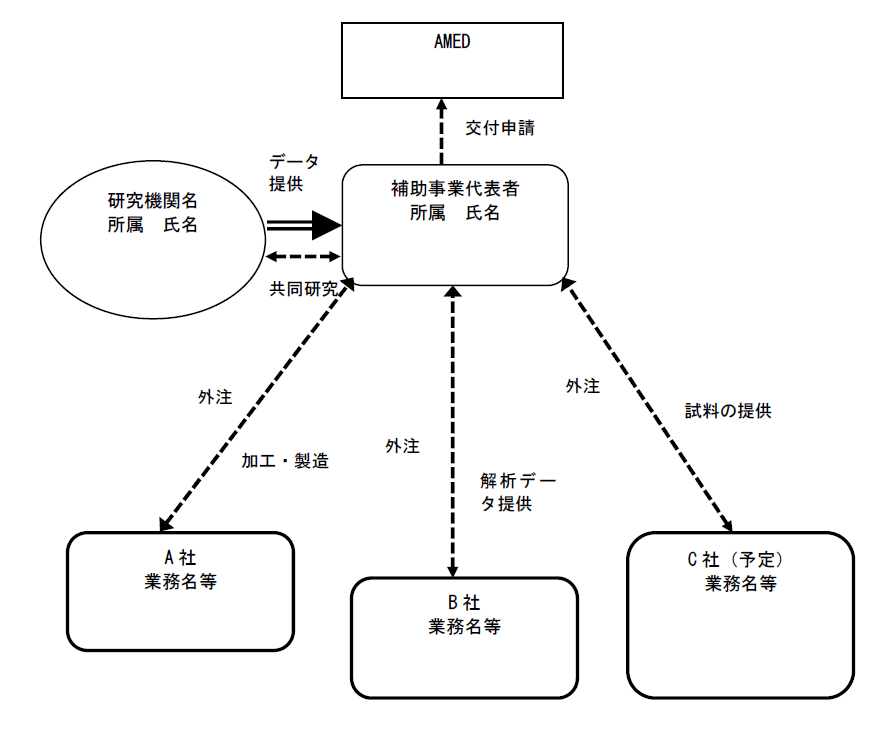 AMED
交付申請
データ
提供
研究機関名
所属　氏名
補助事業代表者
所属　氏名
共同研究
外注
加工・製造
外注
解析デー
タ提供
外注
試料の提供
A社
業務名等
B社
業務名等
C社（予定）
業務名等